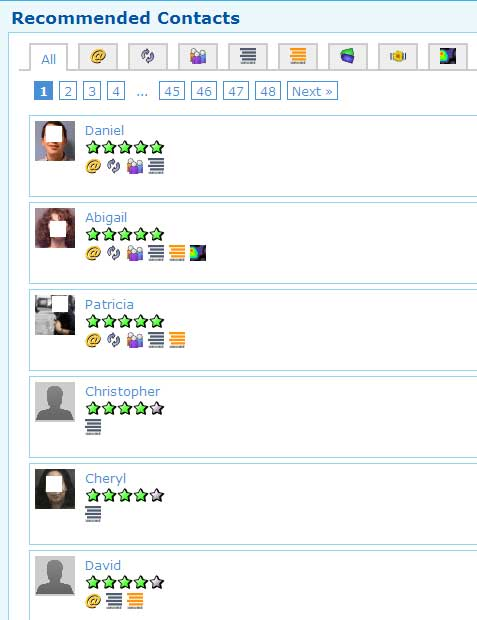 Recommended Contacts
All @
1 2 3 4 ... 45 46 47 48 Next »
Daniel
@
Abigail
@
Patricia
@
Christopher
Cheryl
David
@